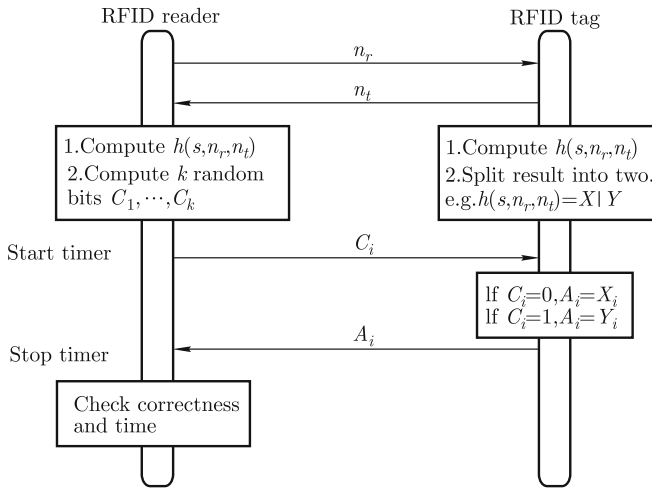 RFID reader
RFID tag
n_r
n_t
1.Compute h(s,n_r,n_t)
2.Compute k random
bits C_1,⋯,C_k
1.Compute h(s,n_r,n_t)
2.Split result into two.
e.g.h(s,n_r,n_t)=X|Y
Start timer
C_i
lf C_i=0,A_i=X_i
lf C_i=1,A_i=Y_i
A_i
Stop timer
Check correctness
and time